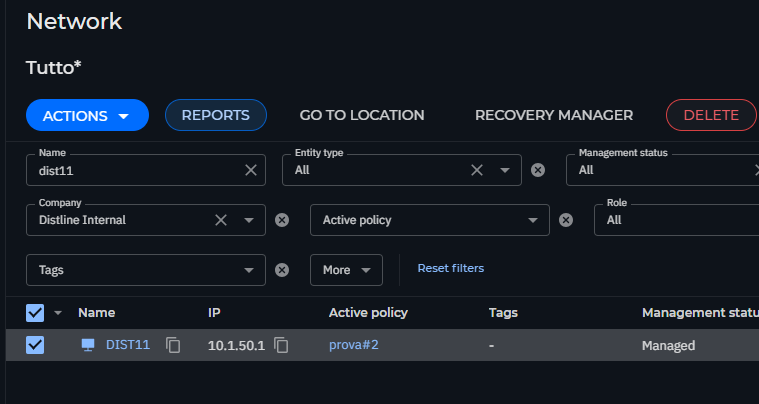 Network
Tutto*
ACTIONS REPORTS GO TO LOCATION RECOVERY MANAGER DELETE
Name Entity type Management status
dist11 All All
Company Role
Distline Internal Active policy All
Tags More Reset filters
Name IP Active policy Tags Management statu
DIST11 10.1.50.1 prova#2 - Managed